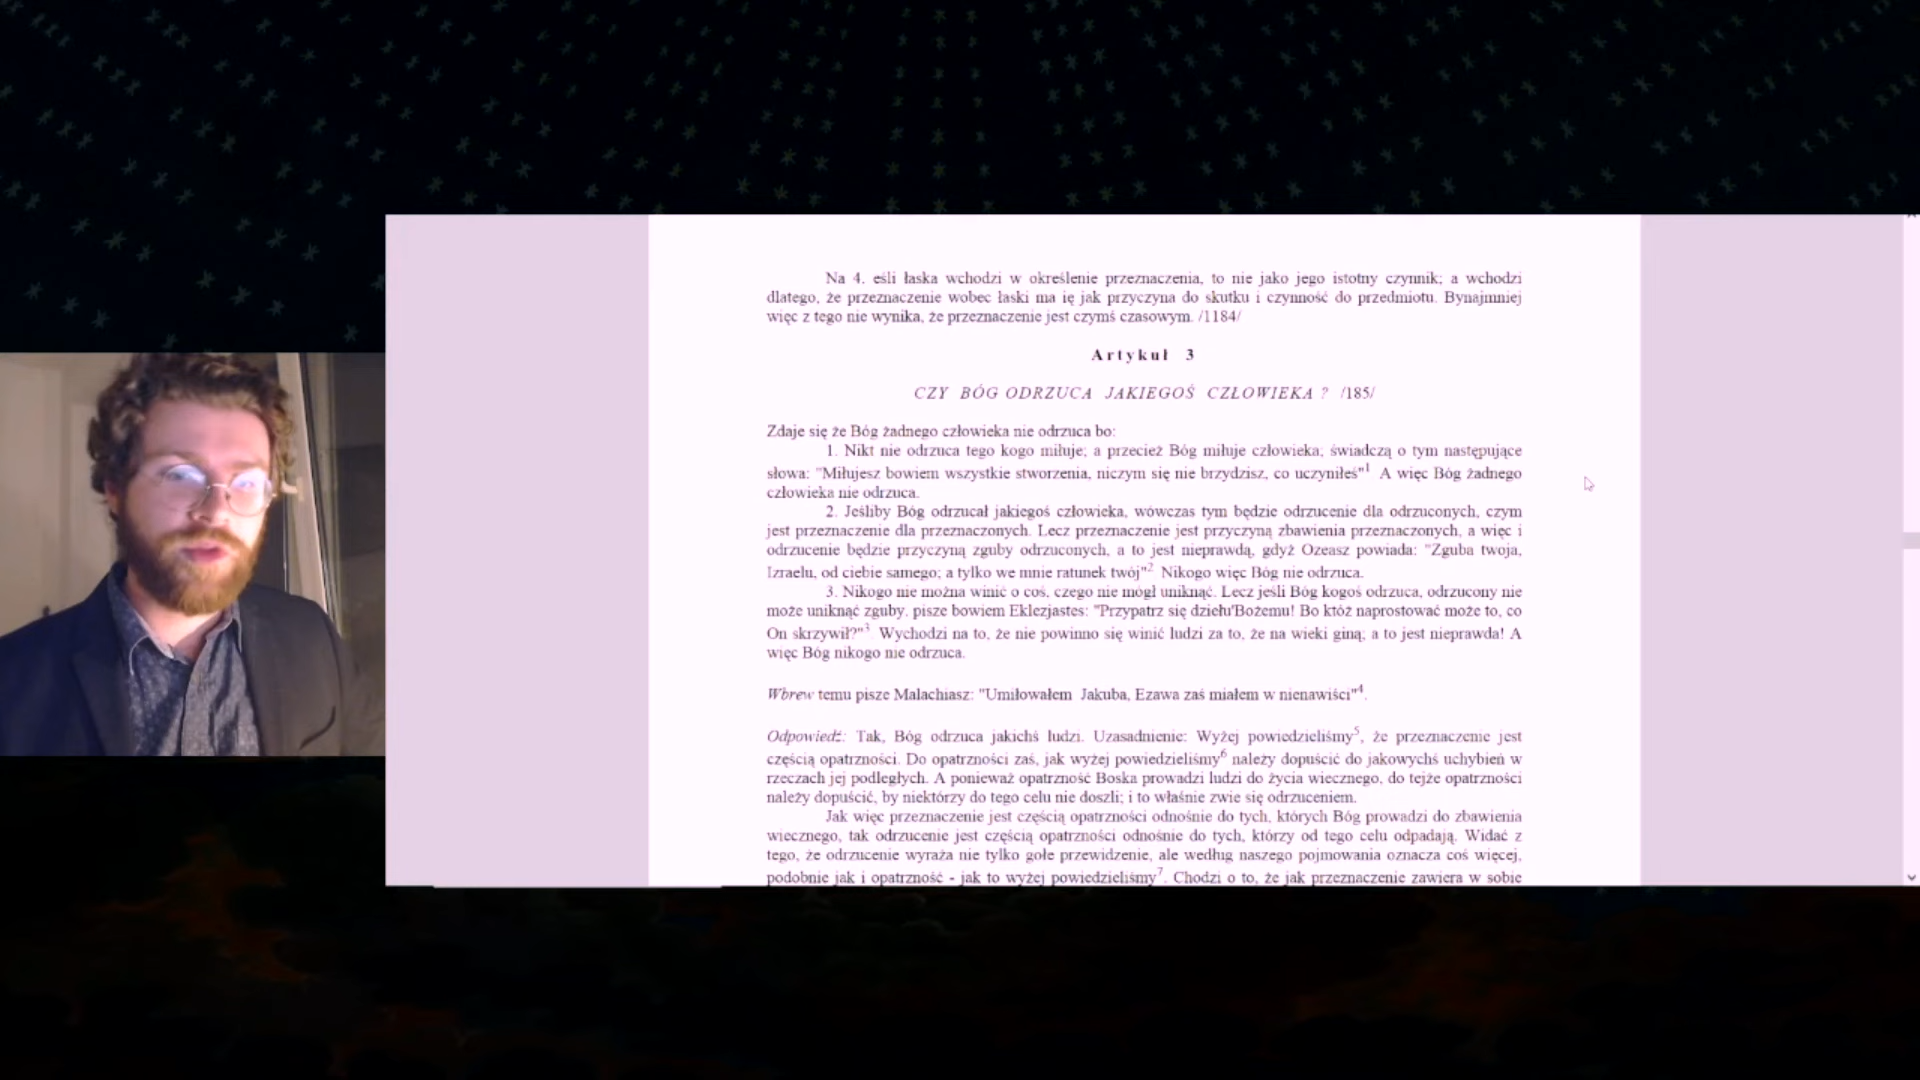 Na 4. eśli łaska wchodzi w określenie przeznaczenia, to nie jako jego istotny czynnik; a wchodzi
dlatego, że przeznaczenie wobec łaski ma ię jak przyczyna do skutku i czynność do przedmiotu. Bynajmniej
więc z tego nie wynika, że przeznaczenie jest czymś czasowym. /1184/
Artykuł 3
CZY BÓG ODRZUCA JAKIEGOŚ CZŁOWIEKA ? /185/
Zdaje się że Bóg żadnego człowieka nie odrzuca bo:
1. Nikt nie odrzuca tego kogo miłuje; a przecież Bóg miłuje człowieka; świadczą o tym następujące
słowa: "Miłujesz bowiem wszystkie stworzenia, niczym się nie brzydzisz, co uczyniłeś"1 A więc Bóg żadnego
człowieka nie odrzuca.
2. Jeśliby Bóg odrzucał jakiegoś człowieka, wówczas tym będzie odrzucenie dla odrzuconych, czym
jest przeznaczenie dla przeznaczonych. Lecz przeznaczenie jest przyczyną zbawienia przeznaczonych, a więc i
odrzucenie będzie przyczyną zguby odrzuconych, a to jest nieprawdą, gdyż Ozeasz powiada: "Zguba twoja,
Izraelu, od ciebie samego; a tylko we mnie ratunek twój"2 Nikogo więc Bóg nie odrzuca.
3. Nikogo nie można winić o coś, czego nie mógł uniknąć. Lecz jeśli Bóg kogoś odrzuca, odrzucony nie
może uniknąć zguby. pisze bowiem Eklezjastes: "Przypatrz się dziełu'Bożemu! Bo któż naprostować może to, co
On skrzywił?"3 Wychodzi na to, że nie powinno się winić ludzi za to, że na wieki giną; a to jest nieprawda! A
więc Bóg nikogo nie odrzuca.
Wbrew temu pisze Malachiasz: "Umiłowałem Jakuba, Ezawa zaś miałem w nienawiści"4.
Odpowiedź: Tak, Bóg odrzuca jakichś ludzi. Uzasadnienie: Wyżej powiedzieliśmy5, że przeznaczenie jest
częścią opatrzności. Do opatrzności zaś, jak wyżej powiedzieliśmy6 należy dopuścić do jakowychś uchybień w
rzeczach jej podległych. A ponieważ opatrzność Boska prowadzi ludzi do życia wiecznego, do tejże opatrzności
należy dopuścić, by niektórzy do tego celu nie doszli; i to właśnie zwie się odrzuceniem.
Jak więc przeznaczenie jest częścią opatrzności odnośnie do tych, których Bóg prowadzi do zbawienia
wiecznego, tak odrzucenie jest częścią opatrzności odnośnie do tych, którzy od tego celu odpadają. Widać z
tego, że odrzucenie wyraża nie tylko gołe przewidzenie, ale według naszego pojmowania oznacza coś więcej,
podobnie jak i opatrzność - jak to wyżej powiedzieliśmy7. Chodzi o to, że jak przeznaczenie zawiera w sobie